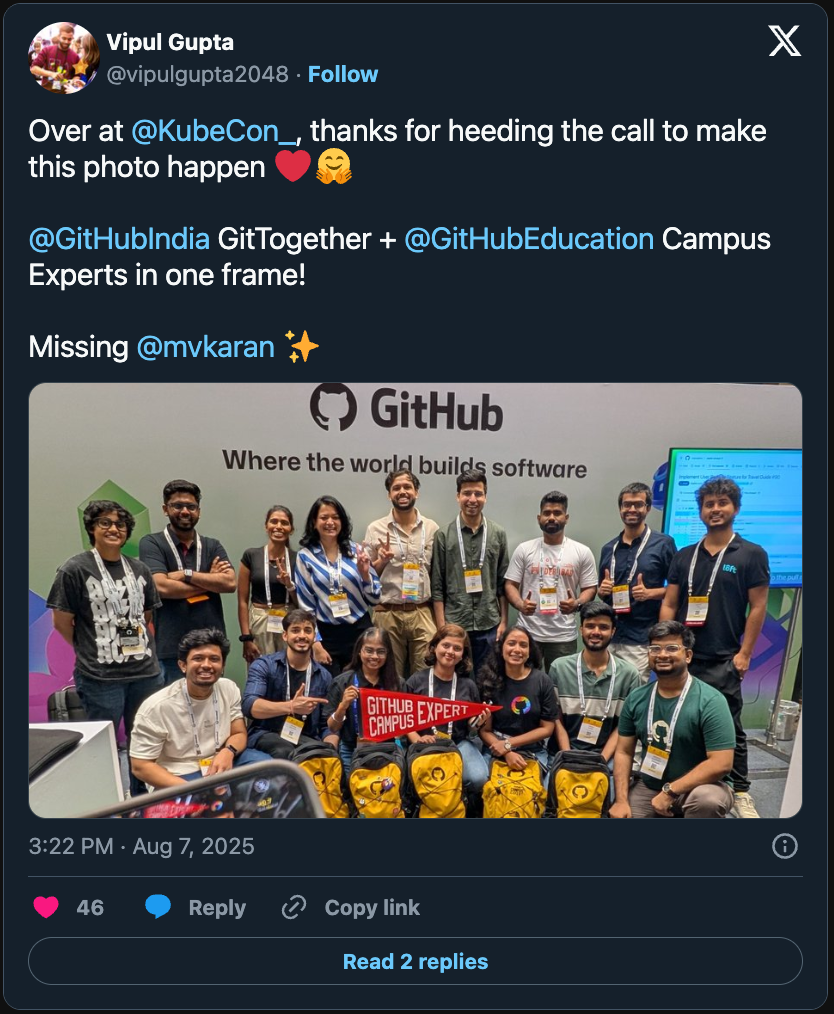 Vipul Gupta
@vipulgupta2048 · Follow
Over at @KubeCon_, thanks for heeding the call to make
this photo happen ❤️🤗
@GitHubIndia GitTogether + @GitHubEducation Campus
Experts in one frame!
Missing @mvkaran ✨
GitHub
Where the world builds software
GITHUB
CAMPUS EXPERT
3:22 PM · Aug 7, 2025
46 Reply Copy link
Read 2 replies